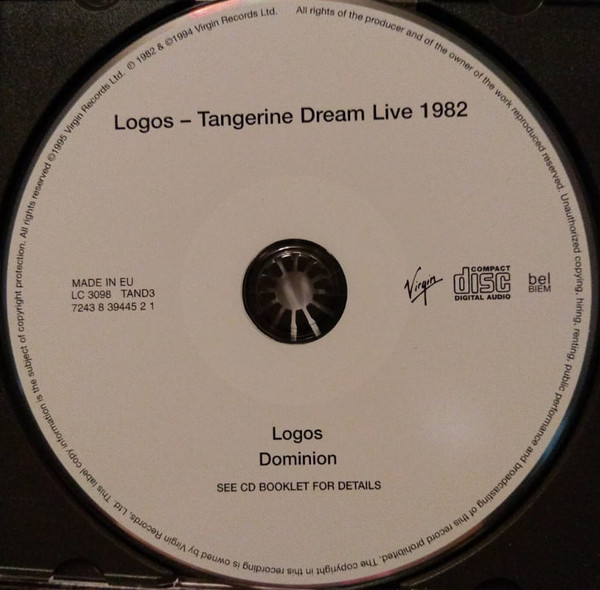 Logos – Tangerine Dream Live 1982
MADE IN EU
LC 3098 TAND3
7243 8 39445 2 1
Virgin
COMPACT
disc
DIGITAL AUDIO
bel
BIEM
Logos
Dominion
SEE CD BOOKLET FOR DETAILS
All rights of the producer and of the owner of the work reproduced reserved. Unauthorized copying, hiring, renting, public performance and broadcasting of this record prohibited. The copyright in this recording is owned by Virgin Records, Ltd. This label copy information is the subject of copyright protection. All rights reserved ©1995 Virgin Records Ltd. ℗ 1982 & ©1994 Virgin Records Ltd.